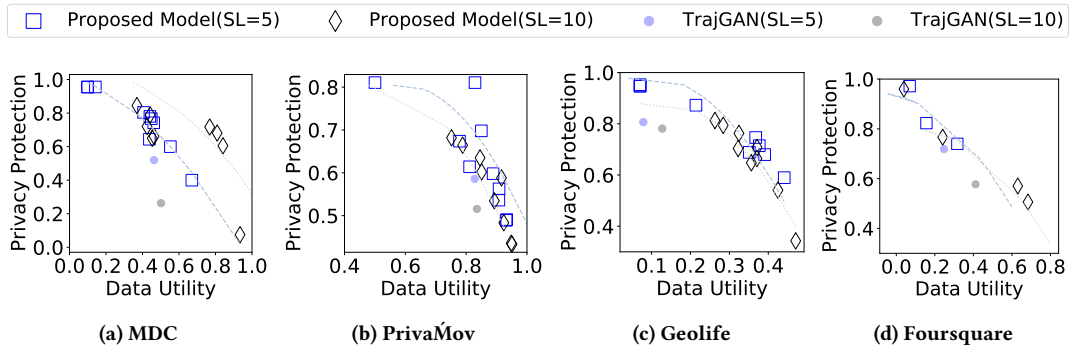 Proposed Model(SL=5) Proposed Model(SL=10) TrajGAN(SL=5) TrajGAN(SL=10)
Privacy Protection
1.0
0.8
0.6
0.4
0.2
0.0
0.0 0.2 0.4 0.6 0.8 1.0
Data Utility
(a) MDC
Privacy Protection
0.8
0.7
0.6
0.5
0.4 0.6 0.8 1.0
Data Utility
(b) PrivaḾov
Privacy Protection
1.0
0.8
0.6
0.4
0.1 0.2 0.3 0.4
Data Utility
(c) Geolife
Privacy Protection
1.0
0.8
0.6
0.4
0.0 0.2 0.4 0.6 0.8
Data Utility
(d) Foursquare